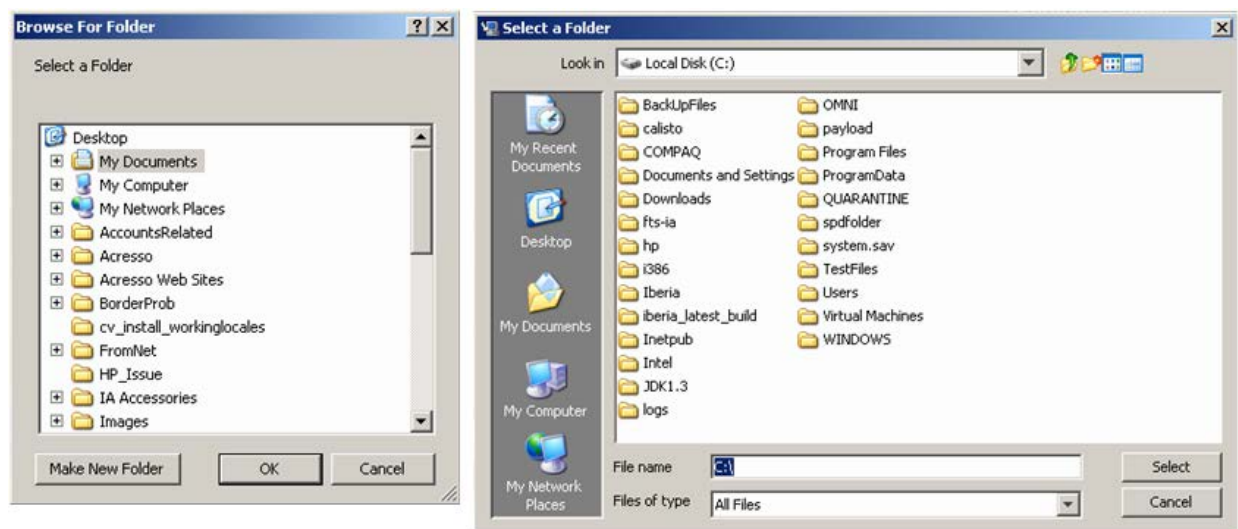 Browse For Folder
Select a Folder
Desktop
My Documents
My Computer
My Network Places
AccountsRelated
Acresso
Acresso Web Sites
BorderProb
cv_install_workinglocales
FromNet
HP_Issue
IA Accessories
Images
Make New Folder
OK
Cancel
Select a Folder
Look in
Local Disk (C:)
My Recent
Documents
Desktop
My Documents
My Computer
My Network
Places
BackUpFiles
calisto
COMPAQ
Documents and Settings
Downloads
fts-ia
hp
i386
Iberia
iberia_latest_build
Inetpub
Intel
JDK1.3
logs
OMNI
payload
Program Files
ProgramData
QUARANTINE
spdfolder
system.sav
TestFiles
Users
Virtual Machines
WINDOWS
File name
C:\
Select
Files of type
All Files
Cancel